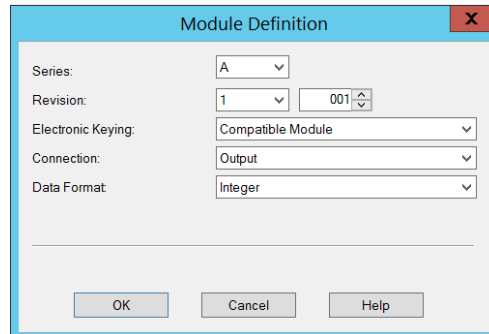 Module Definition
X
Series: A
Revision: 1 001
Electronic Keying: Compatible Module
Connection: Output
Data Format: Integer
OK Cancel Help